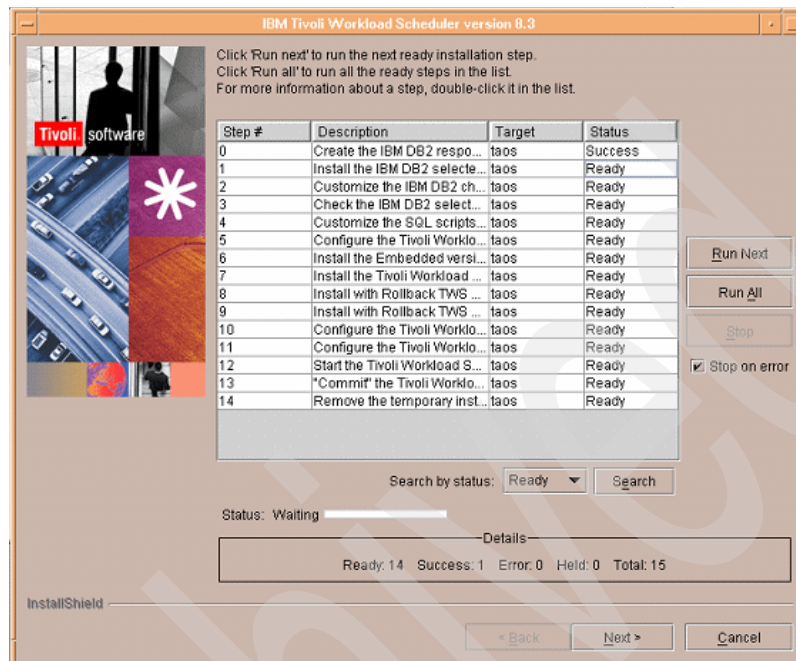 IBM Tivoli Workload Scheduler version 8.3
Click 'Run next' to run the next ready installation step.
Click 'Run all' to run all the ready steps in the list.
For more information about a step, double-click it in the list.
Tivoli. software
Step # Description Target Status
0 Create the IBM DB2 respo... taos Success
1 Install the IBM DB2 selecte... taos Ready
2 Customize the IBM DB2 ch... taos Ready
3 Check the IBM DB2 select... taos Ready
4 Customize the SQL scripts... taos Ready
5 Configure the Tivoli Worklo... taos Ready
6 Install the Embedded versi... taos Ready
7 Install the Tivoli Workload ... taos Ready
8 Install with Rollback TWS ... taos Ready
9 Install with Rollback TWS ... taos Ready
10 Configure the Tivoli Worklo... taos Ready
11 Configure the Tivoli Worklo... taos Ready
12 Start the Tivoli Workload S... taos Ready
13 "Commit" the Tivoli Worklo... taos Ready
14 Remove the temporary inst... taos Ready
Run Next
Run All
Stop
Stop on error
Search by status: Ready Search
Status: Waiting
Details
Ready: 14 Success: 1 Error: 0 Held: 0 Total: 15
InstallShield
< Back Next > Cancel